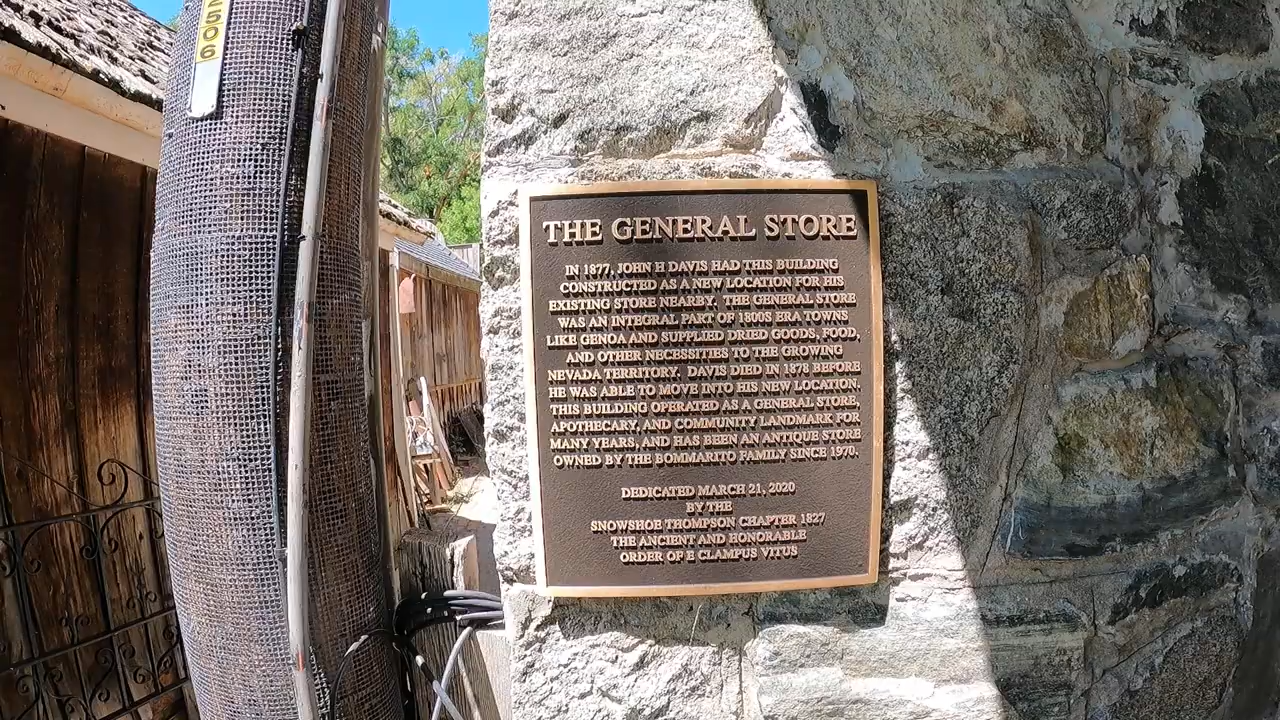 2506
THE GENERAL STORE
IN 1877, JOHN H DAVIS HAD THIS BUILDING
CONSTRUCTED AS A NEW LOCATION FOR HIS
EXISTING STORE NEARBY. THE GENERAL STORE
WAS AN INTEGRAL PART OF 1800S ERA TOWNS
LIKE GENOA AND SUPPLIED DRIED GOODS, FOOD,
AND OTHER NECESSITIES TO THE GROWING
NEVADA TERRITORY. DAVIS DIED IN 1878 BEFORE
HE WAS ABLE TO MOVE INTO HIS NEW LOCATION.
THIS BUILDING OPERATED AS A GENERAL STORE,
APOTHECARY, AND COMMUNITY LANDMARK FOR
MANY YEARS, AND HAS BEEN AN ANTIQUE STORE
OWNED BY THE BOMMARITO FAMILY SINCE 1970.
DEDICATED MARCH 21, 2020
BY THE
SNOWSHOE THOMPSON CHAPTER 1827
THE ANCIENT AND HONORABLE
ORDER OF E CLAMPUS VITUS